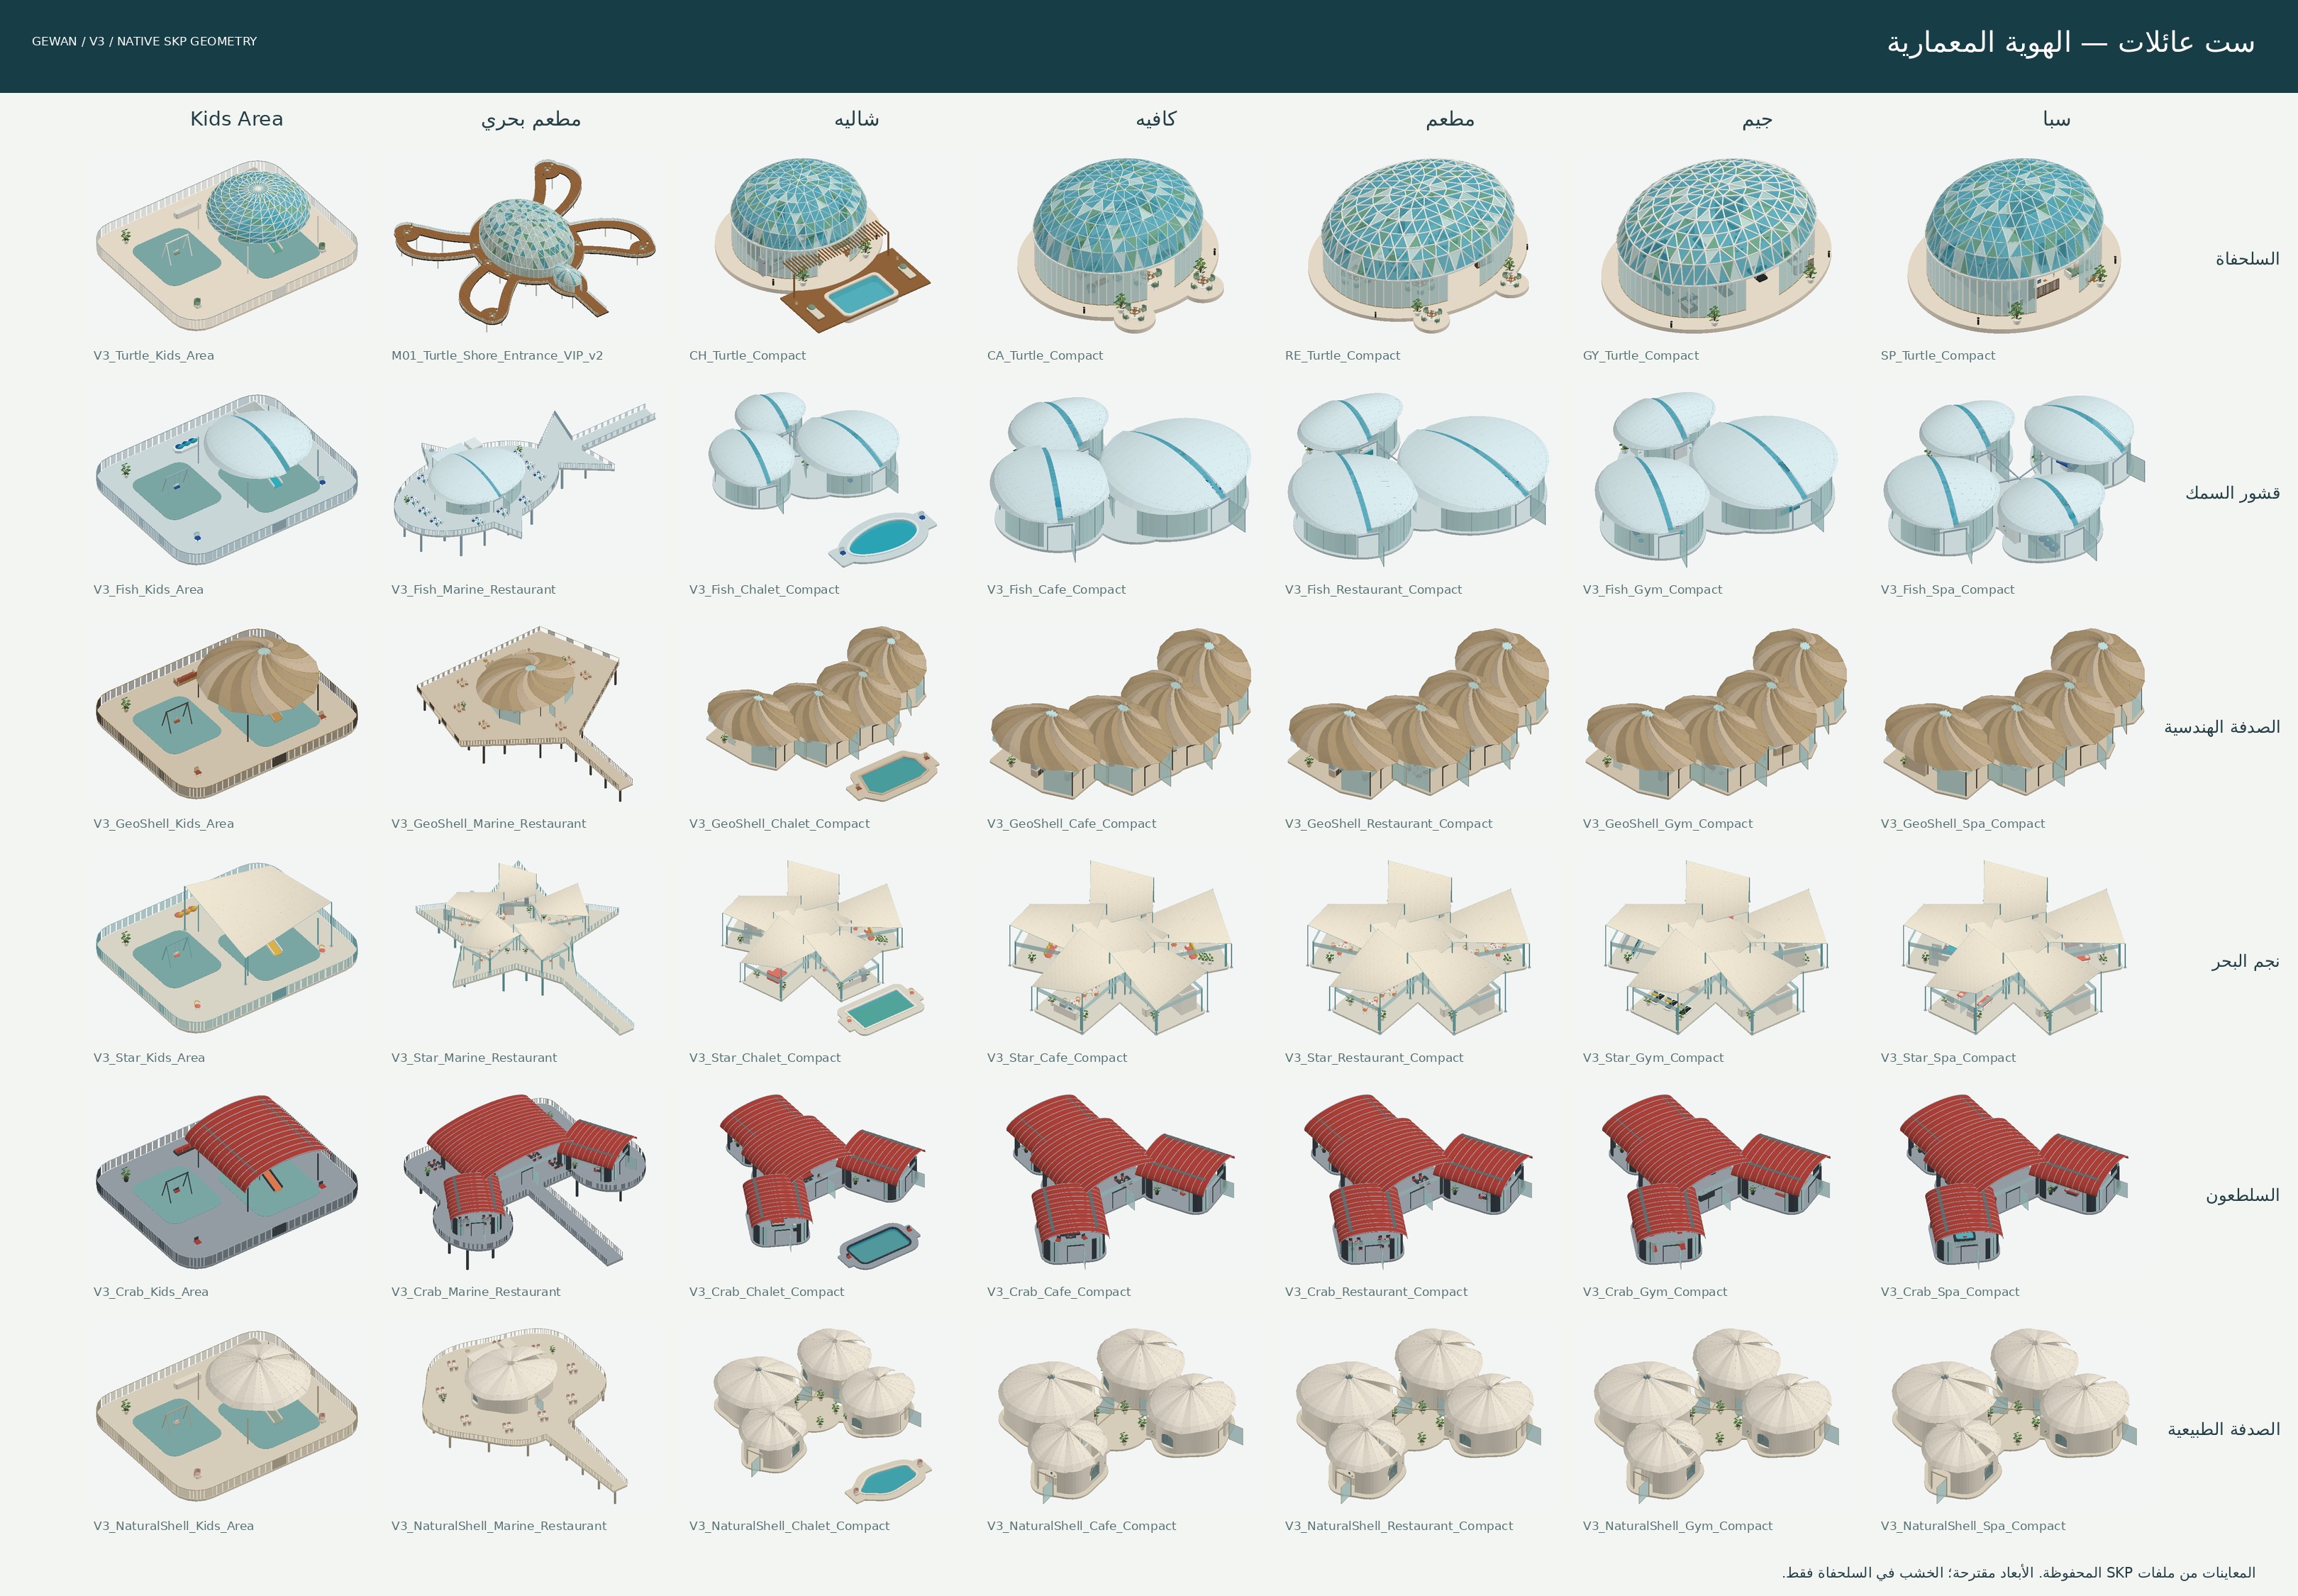 GEWAN / V3 / NATIVE SKP GEOMETRY
ست عائلات — الهوية المعمارية
سبا
جيم
مطعم
كافيه
شاليه
مطعم بحري
Kids Area
السلحفاة
V3_Turtle_Kids_Area
M01_Turtle_Shore_Entrance_VIP_v2
CH_Turtle_Compact
CA_Turtle_Compact
RE_Turtle_Compact
GY_Turtle_Compact
SP_Turtle_Compact
قشور السمك
V3_Fish_Kids_Area
V3_Fish_Marine_Restaurant
V3_Fish_Chalet_Compact
V3_Fish_Cafe_Compact
V3_Fish_Restaurant_Compact
V3_Fish_Gym_Compact
V3_Fish_Spa_Compact
الصدفة الهندسية
V3_GeoShell_Kids_Area
V3_GeoShell_Marine_Restaurant
V3_GeoShell_Chalet_Compact
V3_GeoShell_Cafe_Compact
V3_GeoShell_Restaurant_Compact
V3_GeoShell_Gym_Compact
V3_GeoShell_Spa_Compact
نجم البحر
V3_Star_Kids_Area
V3_Star_Marine_Restaurant
V3_Star_Chalet_Compact
V3_Star_Cafe_Compact
V3_Star_Restaurant_Compact
V3_Star_Gym_Compact
V3_Star_Spa_Compact
السلطعون
V3_Crab_Kids_Area
V3_Crab_Marine_Restaurant
V3_Crab_Chalet_Compact
V3_Crab_Cafe_Compact
V3_Crab_Restaurant_Compact
V3_Crab_Gym_Compact
V3_Crab_Spa_Compact
الصدفة الطبيعية
V3_NaturalShell_Kids_Area
V3_NaturalShell_Marine_Restaurant
V3_NaturalShell_Chalet_Compact
V3_NaturalShell_Cafe_Compact
V3_NaturalShell_Restaurant_Compact
V3_NaturalShell_Gym_Compact
V3_NaturalShell_Spa_Compact
المعاينات من ملفات SKP المحفوظة. الأبعاد مقترحة؛ الخشب في السلحفاة فقط.